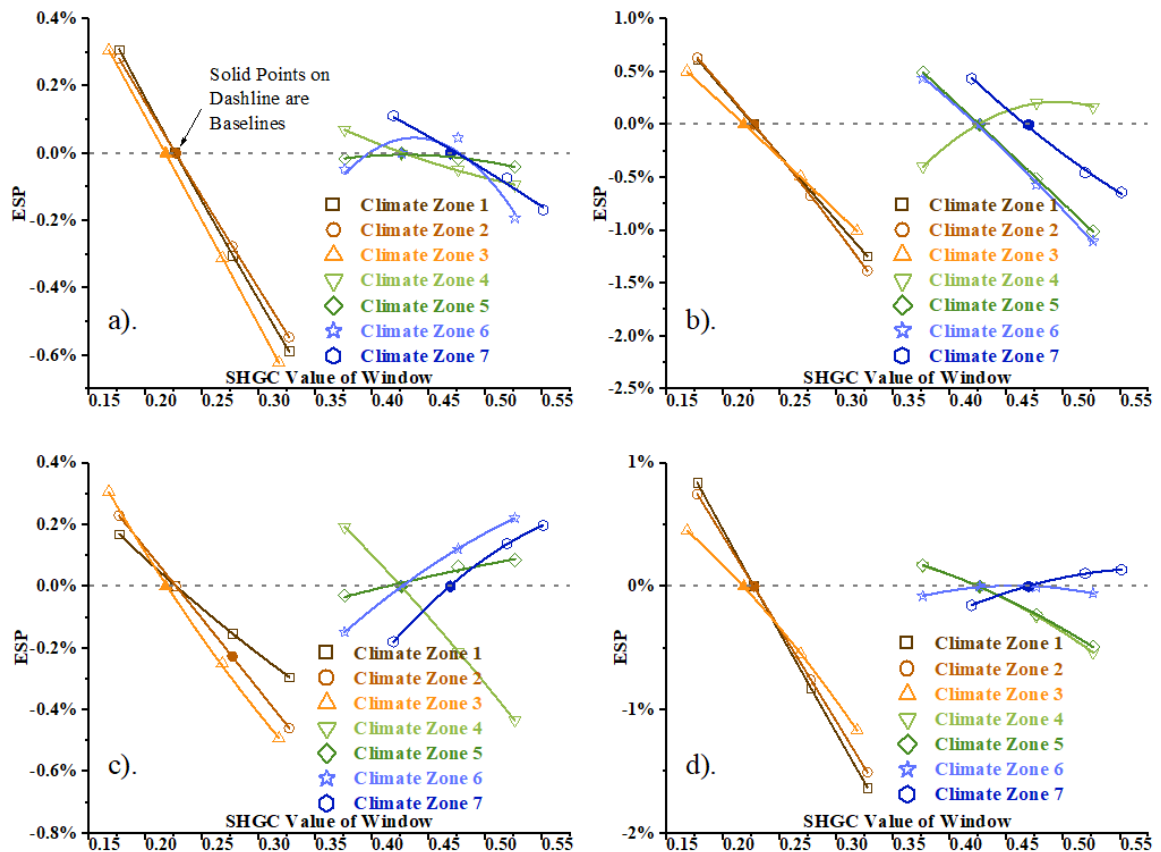 0.4%
0.2%
0.0%
-0.2%
-0.4%
-0.6%
ESP
Solid Points on
Dashline are
Baselines
Climate Zone 1
Climate Zone 2
Climate Zone 3
Climate Zone 4
Climate Zone 5
Climate Zone 6
Climate Zone 7
a).
SHGC Value of Window
0.15 0.20 0.25 0.30 0.35 0.40 0.45 0.50 0.55
1.0%
0.5%
0.0%
-0.5%
-1.0%
-1.5%
-2.0%
-2.5%
ESP
Climate Zone 1
Climate Zone 2
Climate Zone 3
Climate Zone 4
Climate Zone 5
Climate Zone 6
Climate Zone 7
b).
SHGC Value of Window
0.15 0.20 0.25 0.30 0.35 0.40 0.45 0.50 0.55
0.4%
0.2%
0.0%
-0.2%
-0.4%
-0.6%
-0.8%
ESP
Climate Zone 1
Climate Zone 2
Climate Zone 3
Climate Zone 4
Climate Zone 5
Climate Zone 6
Climate Zone 7
c).
SHGC Value of Window
0.15 0.20 0.25 0.30 0.35 0.40 0.45 0.50 0.55
1%
0%
-1%
-2%
ESP
Climate Zone 1
Climate Zone 2
Climate Zone 3
Climate Zone 4
Climate Zone 5
Climate Zone 6
Climate Zone 7
d).
SHGC Value of Window
0.15 0.20 0.25 0.30 0.35 0.40 0.45 0.50 0.55